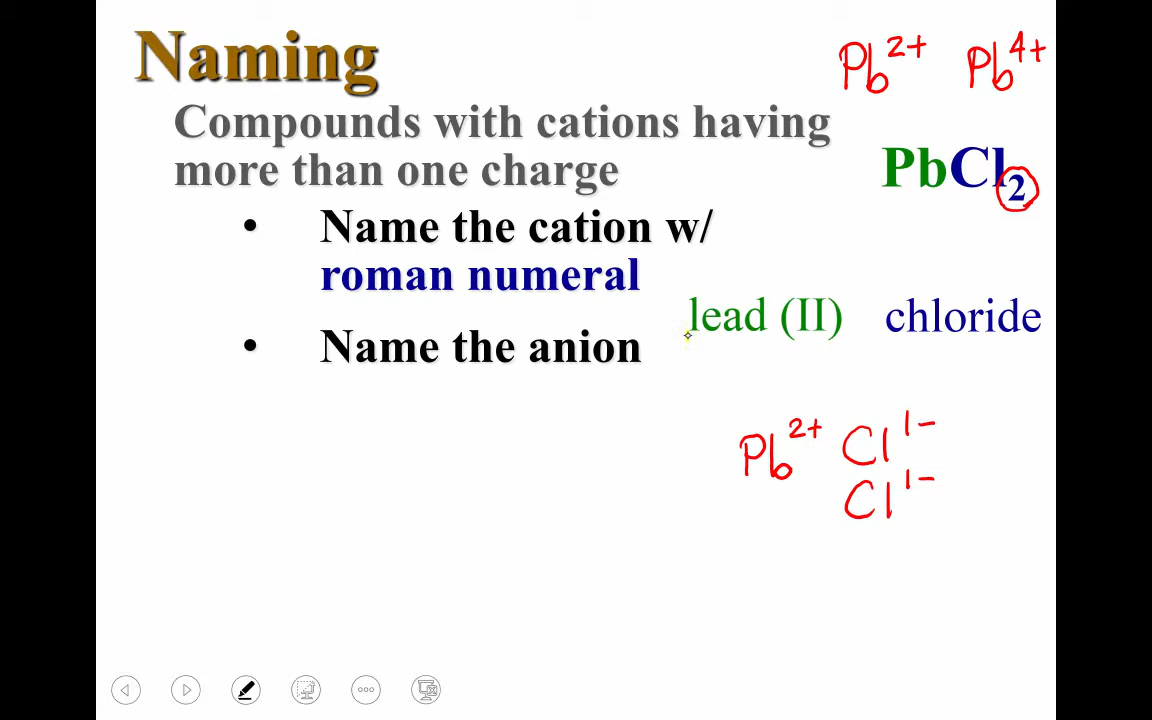 Naming
Pb2+ Pb4+
Compounds with cations having
more than one charge
PbCl2
• Name the cation w/
roman numeral
lead (II) chloride
• Name the anion
Pb2+ Cl1-
Cl1-